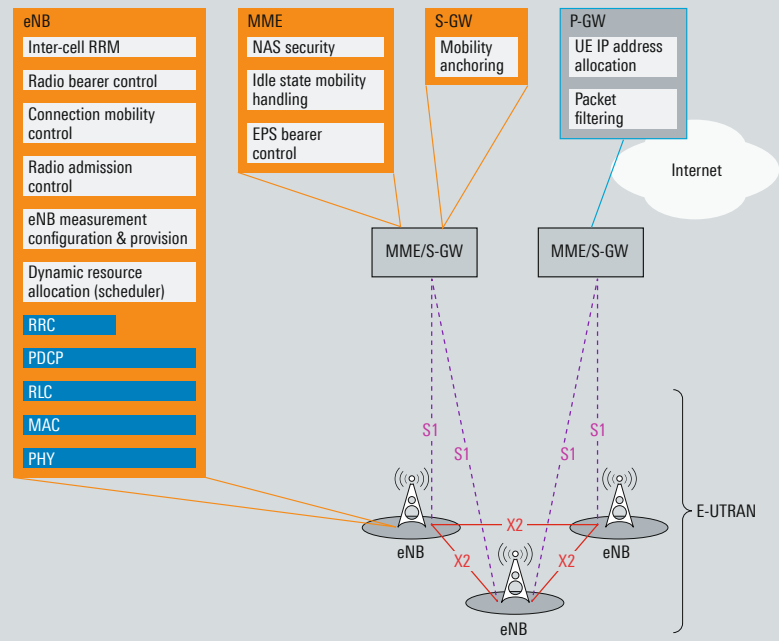 eNB
Inter-cell RRM
Radio bearer control
Connection mobility
control
Radio admission
control
eNB measurement
configuration & provision
Dynamic resource
allocation (scheduler)
RRC
PDCP
RLC
MAC
PHY
MME
NAS security
Idle state mobility
handling
EPS bearer
control
S-GW
Mobility
anchoring
P-GW
UE IP address
allocation
Packet
filtering
Internet
MME/S-GW
MME/S-GW
S1
S1
S1
S1
X2
X2
X2
eNB
eNB
eNB
E-UTRAN